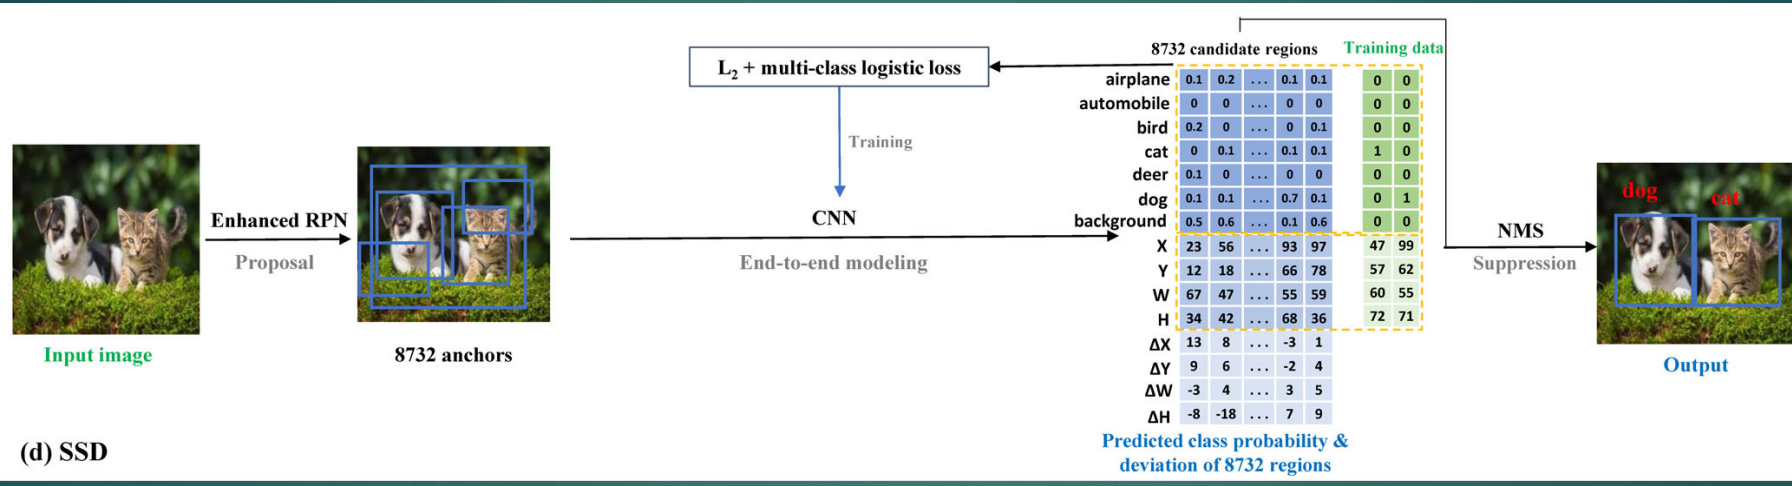 8732 candidate regions Training data
L2 + multi-class logistic loss
airplane 0.1 0.2 ... 0.1 0.1 0 0
automobile 0 0 ... 0 0 0 0
bird 0.2 0 ... 0 0.1 0 0
cat 0 0.1 ... 0.1 0.1 1 0
deer 0.1 0 ... 0 0 0 0
dog 0.1 0.1 ... 0.7 0.1 0 1
background 0.5 0.6 ... 0.1 0.6 0 0
X 23 56 ... 93 97 47 99
Y 12 18 ... 66 78 57 62
W 67 47 ... 55 59 60 55
H 34 42 ... 68 36 72 71
ΔX 13 8 ... -3 1
ΔY 9 6 ... -2 4
ΔW -3 4 ... 3 5
ΔH -8 -18 ... 7 9
Training
Enhanced RPN
Proposal
CNN
End-to-end modeling
NMS
Suppression
dog cat
Input image
8732 anchors
Output
Predicted class probability &
deviation of 8732 regions
(d) SSD